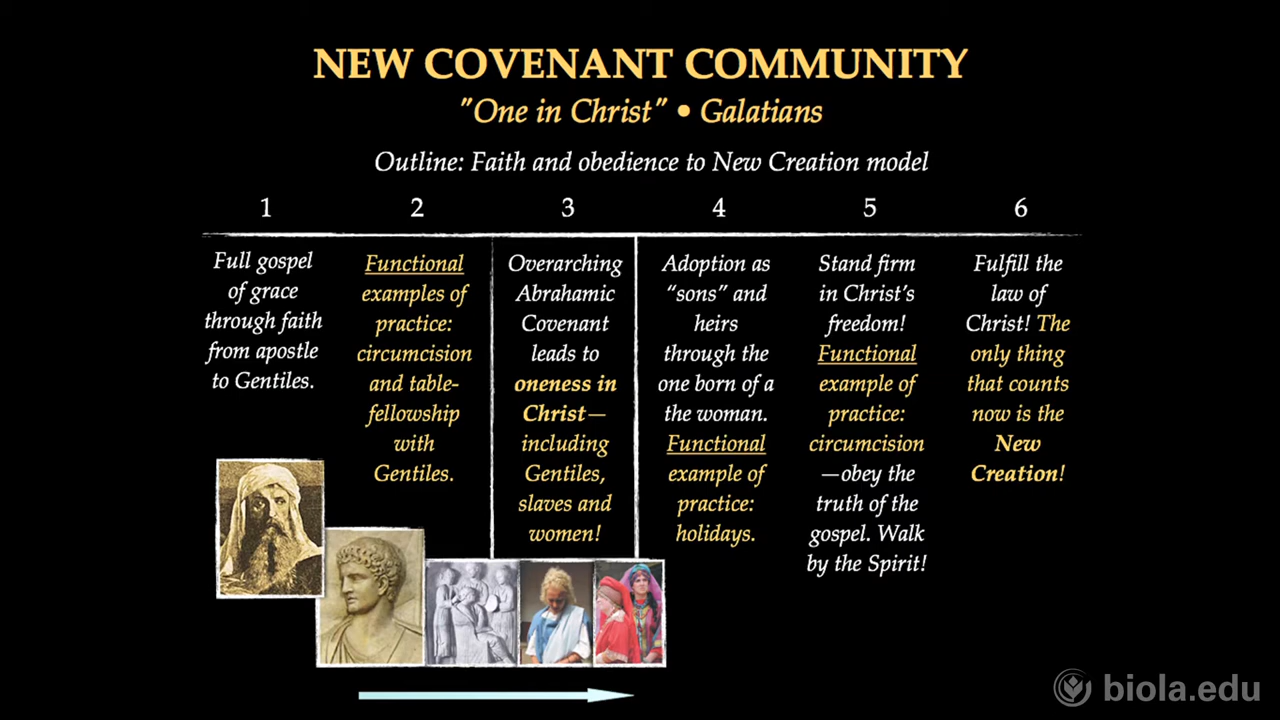 NEW COVENANT COMMUNITY
"One in Christ" • Galatians
Outline: Faith and obedience to New Creation model
1
Full gospel
of grace
through faith
from apostle
to Gentiles.
2
Functional
examples of
practice:
circumcision
and table-
fellowship
with
Gentiles.
3
Overarching
Abrahamic
Covenant
leads to
oneness in
Christ—
including
Gentiles,
slaves and
women!
4
Adoption as
“sons” and
heirs
through the
one born of a
the woman.
Functional
example of
practice:
holidays.
5
Stand firm
in Christ’s
freedom!
Functional
example of
practice:
circumcision
—obey the
truth of the
gospel. Walk
by the Spirit!
6
Fulfill the
law of
Christ! The
only thing
that counts
now is the
New
Creation!
biola.edu